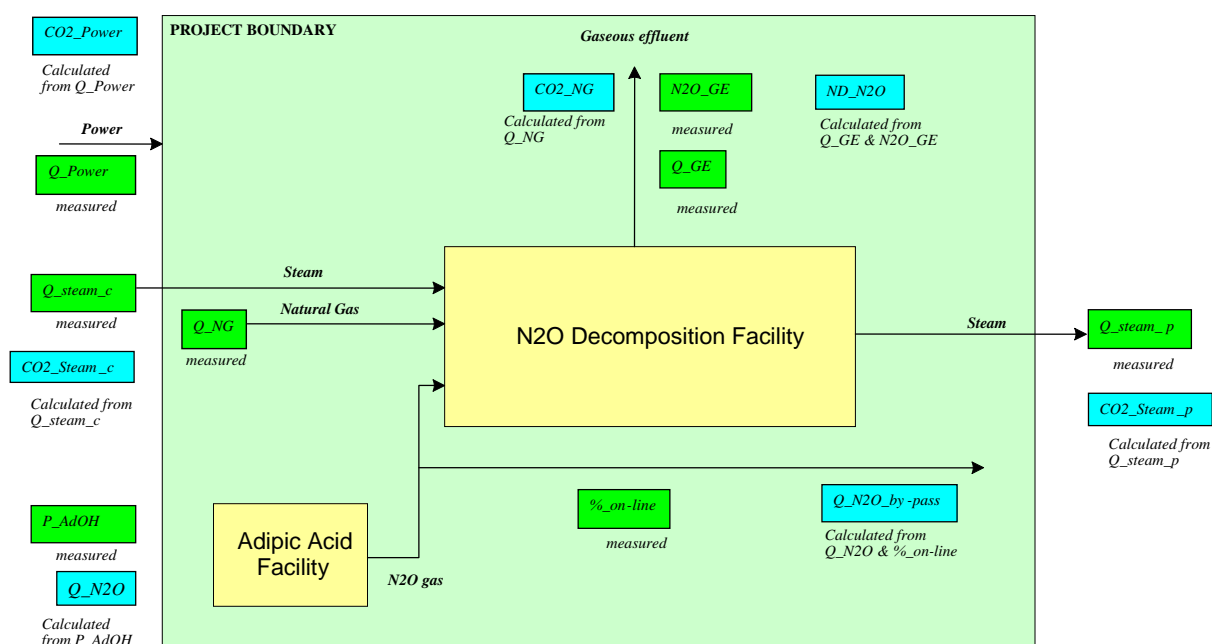 CO2_Power
Calculated
from Q_Power
PROJECT BOUNDARY
Gaseous effluent
CO2_NG
Calculated from
Q_NG
N2O_GE
measured
ND_N2O
Calculated from
Q_GE & N2O_GE
Power
Q_Power
measured
Q_GE
measured
Q_steam_c
measured
Steam
Natural Gas
Q_NG
measured
N2O Decomposition Facility
Steam
Q_steam_p
measured
CO2_Steam_c
Calculated from
Q_steam_c
CO2_Steam_p
Calculated from
Q_steam_p
P_AdOH
measured
Q_N2O
Calculated
from P_AdOH
Adipic Acid
Facility
N2O gas
%_on-line
measured
Q_N2O_by-pass
Calculated from
Q_N2O & %_on-line